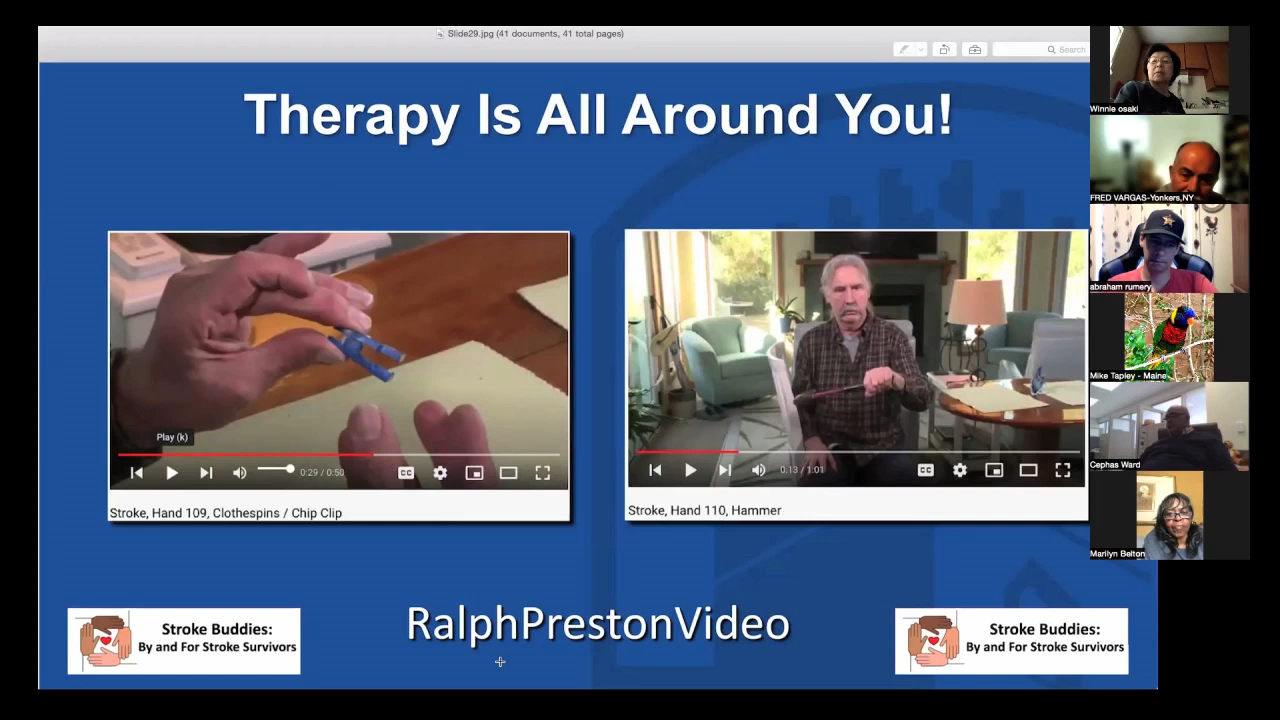 Slide29.jpg (41 documents, 41 total pages)
Search
Therapy Is All Around You!
Play (k)
0:29 / 0:50
CC
Stroke, Hand 109, Clothespins / Chip Clip
0:13 / 1:01
CC
Stroke, Hand 110, Hammer
RalphPrestonVideo
Stroke Buddies:
By and For Stroke Survivors
Stroke Buddies:
By and For Stroke Survivors
Winnie osaki
FRED VARGAS-Yonkers,NY
abraham rumery
Mike Tapley - Maine
Cephas Ward
Marilyn Belton